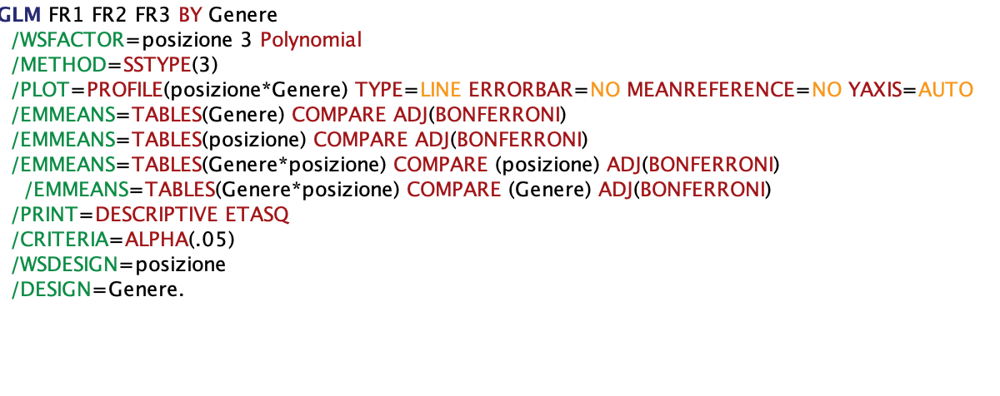 GLM FR1 FR2 FR3 BY Genere
/WSFACTOR=posizione 3 Polynomial
/METHOD=SSTYPE(3)
/PLOT=PROFILE(posizione*Genere) TYPE=LINE ERRORBAR=NO MEANREFERENCE=NO YAXIS=AUTO
/EMMEANS=TABLES(Genere) COMPARE ADJ(BONFERRONI)
/EMMEANS=TABLES(posizione) COMPARE ADJ(BONFERRONI)
/EMMEANS=TABLES(Genere*posizione) COMPARE (posizione) ADJ(BONFERRONI)
/EMMEANS=TABLES(Genere*posizione) COMPARE (Genere) ADJ(BONFERRONI)
/PRINT=DESCRIPTIVE ETASQ
/CRITERIA=ALPHA(.05)
/WSDESIGN=posizione
/DESIGN=Genere.